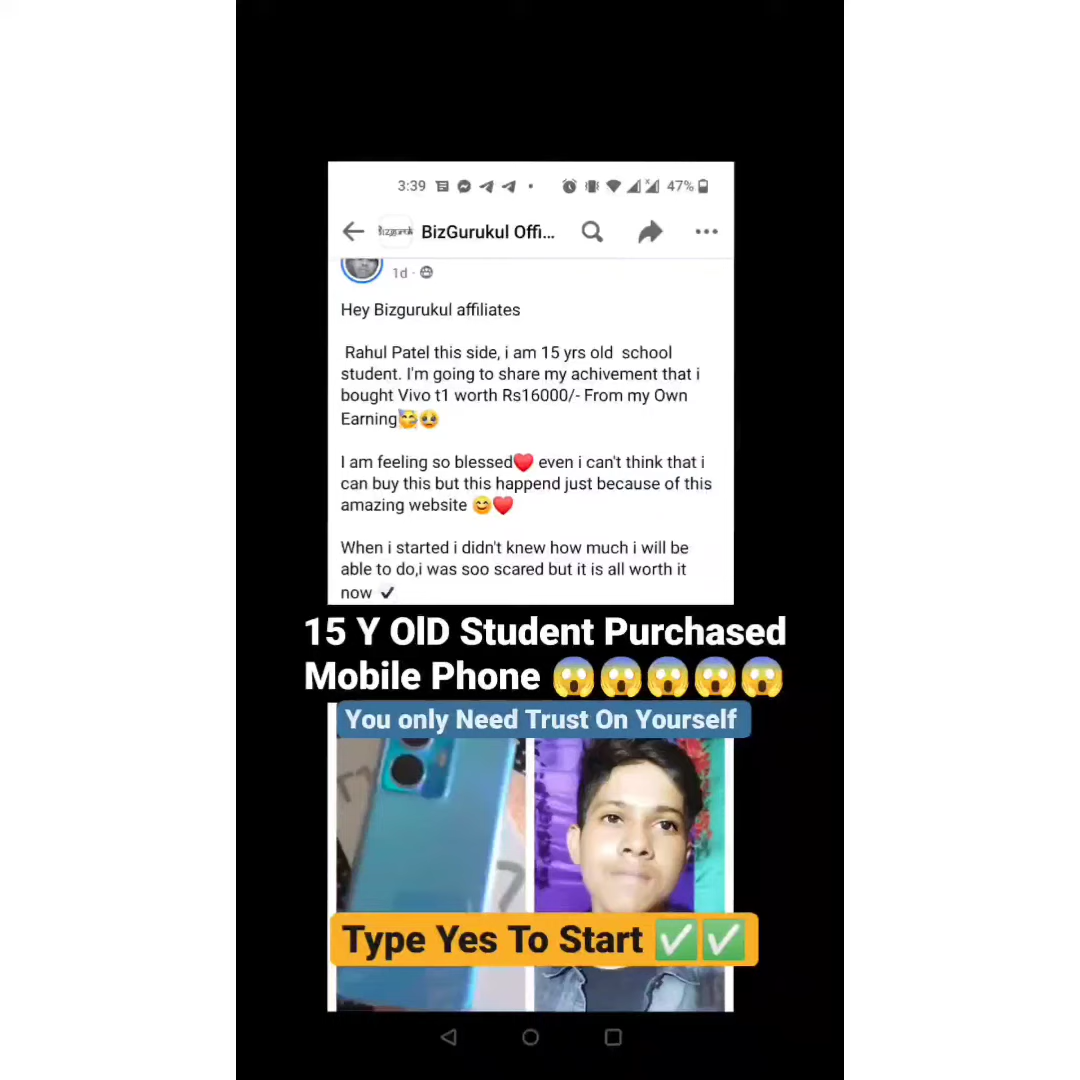 3:39 47%
BizGurukul Offi...
1d ·
Hey Bizgurukul affiliates
Rahul Patel this side, i am 15 yrs old school
student. I'm going to share my achivement that i
bought Vivo t1 worth Rs16000/- From my Own
Earning🥳🥹
I am feeling so blessed♥️ even i can't think that i
can buy this but this happend just because of this
amazing website 😊♥️
When i started i didn't knew how much i will be
able to do,i was soo scared but it is all worth it
now ✔️
15 Y OlD Student Purchased
Mobile Phone 😱😱😱😱😱
You only Need Trust On Yourself
Type Yes To Start ✅✅